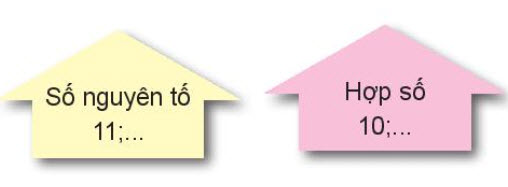 Số nguyên tố
11;...
Hợp số
10;...